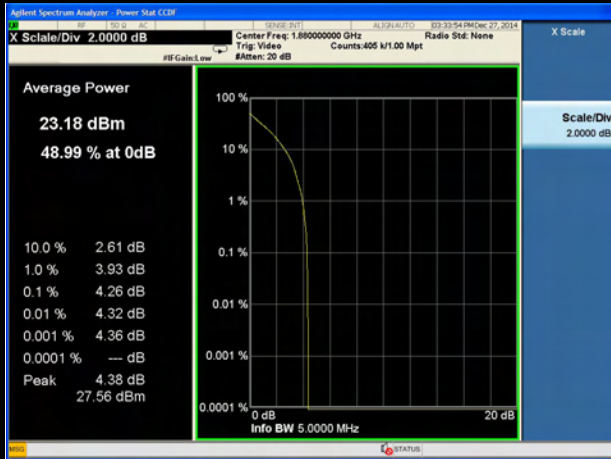 Agilent Spectrum Analyzer - Power Stat CCDF
RF 50 Ω AC SENSE:INT ALIGN AUTO 03:33:54 PM Dec 27, 2014
X Sclale/Div 2.0000 dB
Center Freq: 1.880000000 GHz Radio Std: None
Trig: Video Counts:405 k/1.00 Mpt
#IFGain:Low #Atten: 20 dB
X Scale
Scale/Div
2.0000 dB
Average Power
23.18 dBm
48.99 % at 0dB
10.0 % 2.61 dB
1.0 % 3.93 dB
0.1 % 4.26 dB
0.01 % 4.32 dB
0.001 % 4.36 dB
0.0001 % --- dB
Peak 4.38 dB
27.56 dBm
100 %
10 %
1 %
0.1 %
0.01 %
0.001 %
0.0001 %
0 dB 20 dB
Info BW 5.0000 MHz
MSG STATUS